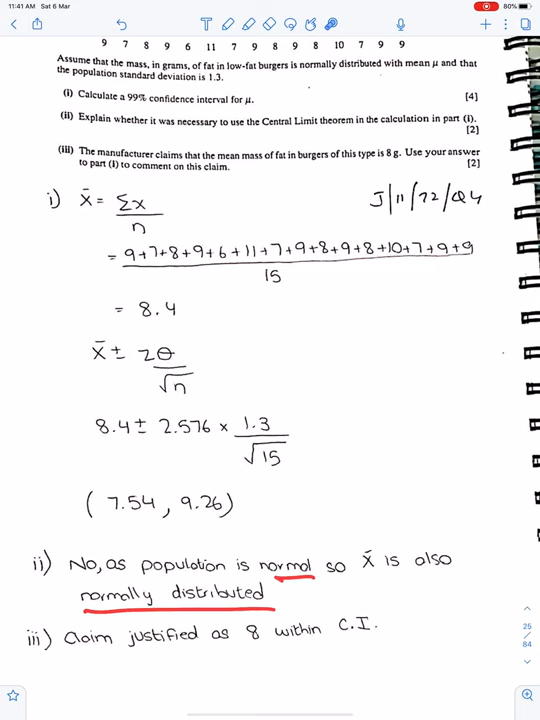 11:41 AM Sat 6 Mar
80%
9 7 8 9 6 11 7 9 8 9 8 10 7 9 9
Assume that the mass, in grams, of fat in low-fat burgers is normally distributed with mean μ and that
the population standard deviation is 1.3.
(i) Calculate a 99% confidence interval for μ. [4]
(ii) Explain whether it was necessary to use the Central Limit theorem in the calculation in part (i).
[2]
(iii) The manufacturer claims that the mean mass of fat in burgers of this type is 8 g. Use your answer
to part (i) to comment on this claim. [2]
J/11/72/Q4
i) x̄ = Σx
n
= 9+7+8+9+6+11+7+9+8+9+8+10+7+9+9
15
= 8.4
x̄ ± zσ
√n
8.4 ± 2.576 × 1.3
√15
(7.54, 9.26)
ii) No, as population is normal so x̄ is also
normally distributed
iii) Claim justified as 8 within C.I.
25
/
84